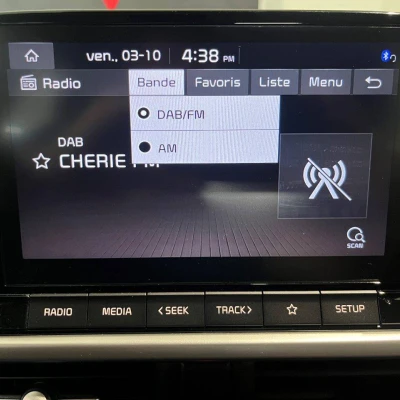 ven., 03-10 4:38 PM
Radio Bande Favoris Liste Menu
DAB/FM
AM
DAB
CHERIE FM
SCAN
RADIO MEDIA <SEEK TRACK> SETUP